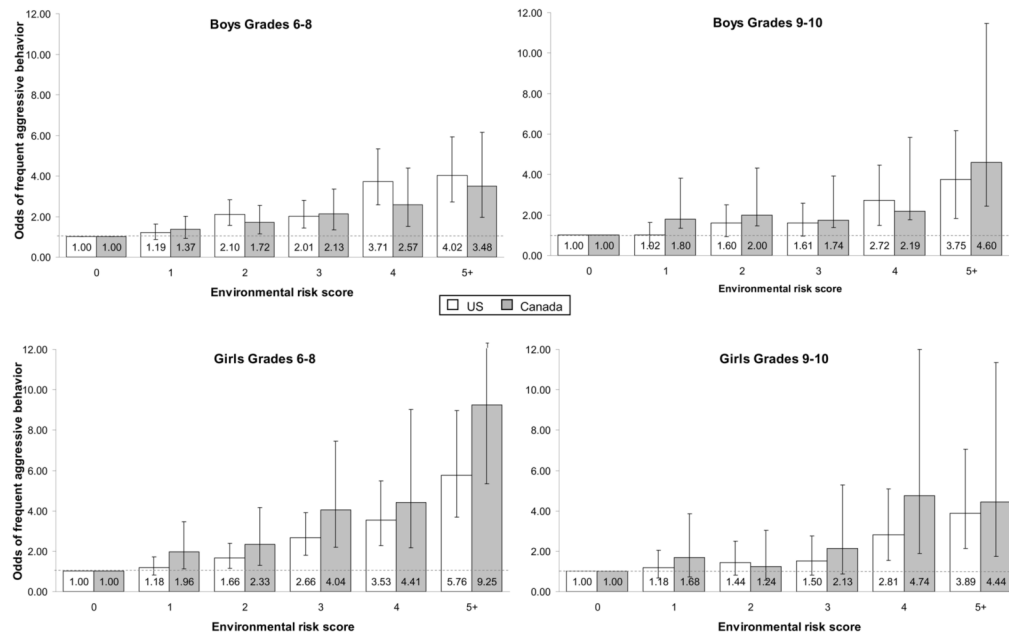 Boys Grades 6-8
Odds of frequent aggressive behavior
12.00
10.00
8.00
6.00
4.00
2.00
0.00
1.00 1.00 1.19 1.37 2.10 1.72 2.01 2.13 3.71 2.57 4.02 3.48
0 1 2 3 4 5+
Environmental risk score
Boys Grades 9-10
12.00
10.00
8.00
6.00
4.00
2.00
0.00
1.00 1.00 1.02 1.80 1.60 2.00 1.61 1.74 2.72 2.19 3.75 4.60
0 1 2 3 4 5+
Environmental risk score
US Canada
Girls Grades 6-8
Odds of frequent aggressive behavior
12.00
10.00
8.00
6.00
4.00
2.00
0.00
1.00 1.00 1.18 1.96 1.66 2.33 2.66 4.04 3.53 4.41 5.76 9.25
0 1 2 3 4 5+
Environmental risk score
Girls Grades 9-10
12.00
10.00
8.00
6.00
4.00
2.00
0.00
1.00 1.00 1.18 1.68 1.44 1.24 1.50 2.13 2.81 4.74 3.89 4.44
0 1 2 3 4 5+
Environmental risk score